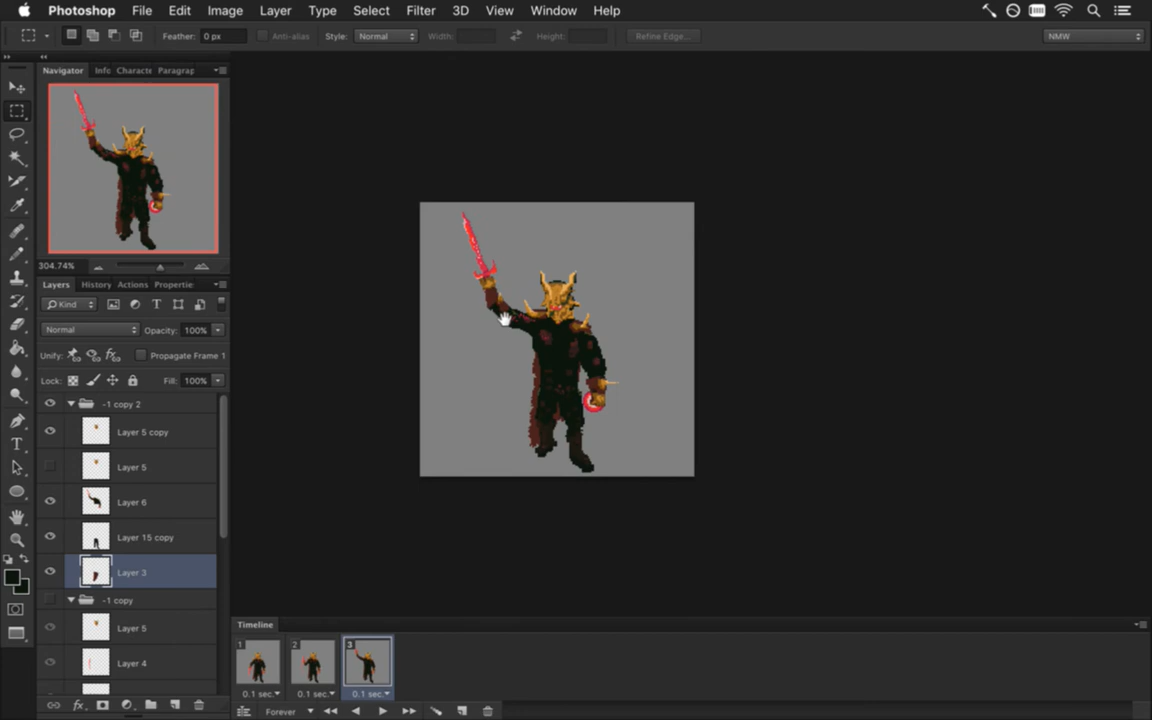 Photoshop File Edit Image Layer Type Select Filter 3D View Window Help
Feather: 0 px Anti-alias Style: Normal Width: Height: Refine Edge... NMW
Navigator Info Characte Paragrap
304.74%
Layers History Actions Propertie
Kind
Normal Opacity: 100%
Unify: Propagate Frame 1
Lock: Fill: 100%
-1 copy 2
Layer 5 copy
Layer 5
Layer 6
Layer 15 copy
Layer 3
-1 copy
Layer 5
Layer 4
Timeline
1 2 3
0.1 sec. 0.1 sec. 0.1 sec.
Forever